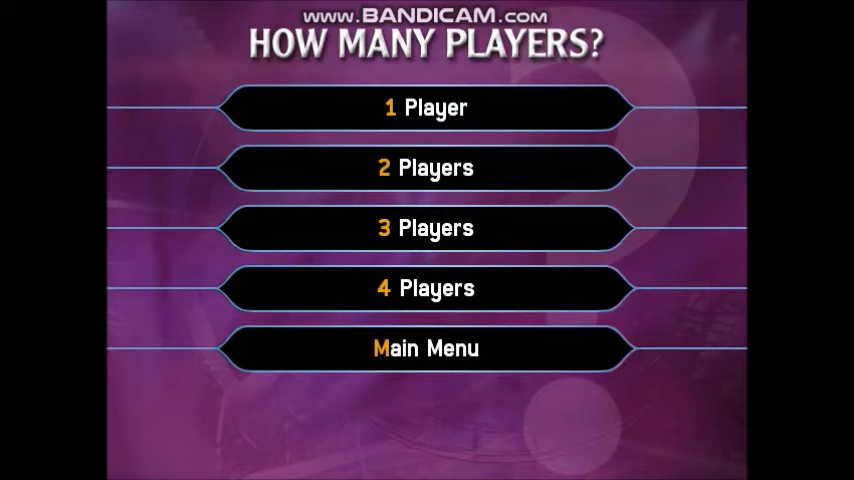 www.BANDICAM.com
HOW MANY PLAYERS?
1 Player
2 Players
3 Players
4 Players
Main Menu